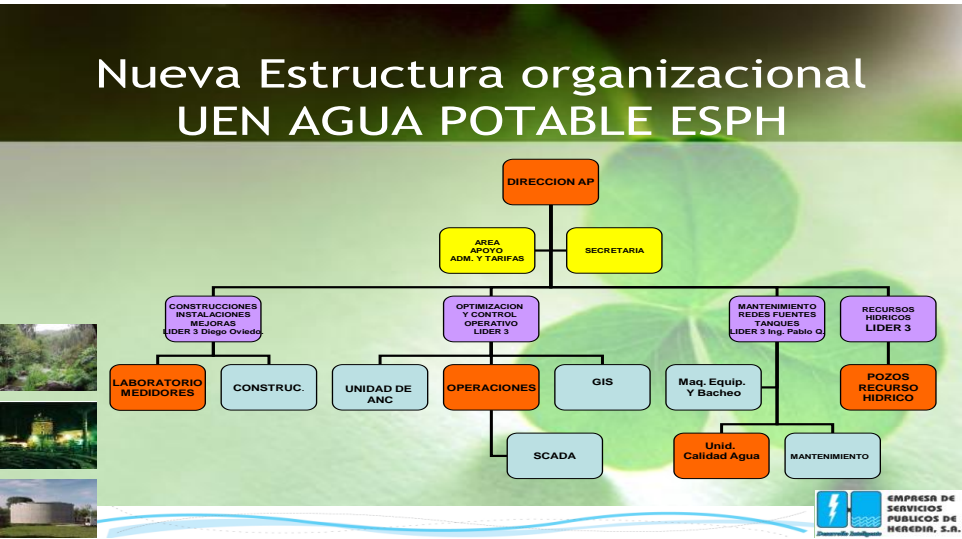 Nueva Estructura organizacional
UEN AGUA POTABLE ESPH
DIRECCION AP
AREA
APOYO
ADM. Y TARIFAS
SECRETARIA
CONSTRUCCIONES
INSTALACIONES
MEJORAS
LIDER 3 Diego Oviedo.
OPTIMIZACION
Y CONTROL
OPERATIVO
LIDER 3
MANTENIMIENTO
REDES FUENTES
TANQUES
LIDER 3 Ing. Pablo Q.
RECURSOS
HIDRICOS
LIDER 3
LABORATORIO
MEDIDORES
CONSTRUC.
UNIDAD DE
ANC
OPERACIONES
GIS
Maq. Equip.
Y Bacheo
POZOS
RECURSO
HIDRICO
SCADA
Unid.
Calidad Agua
MANTENIMIENTO
EMPRESA DE
SERVICIOS
PUBLICOS DE
HEREDIA, S.A.
Desarrollo Inteligente